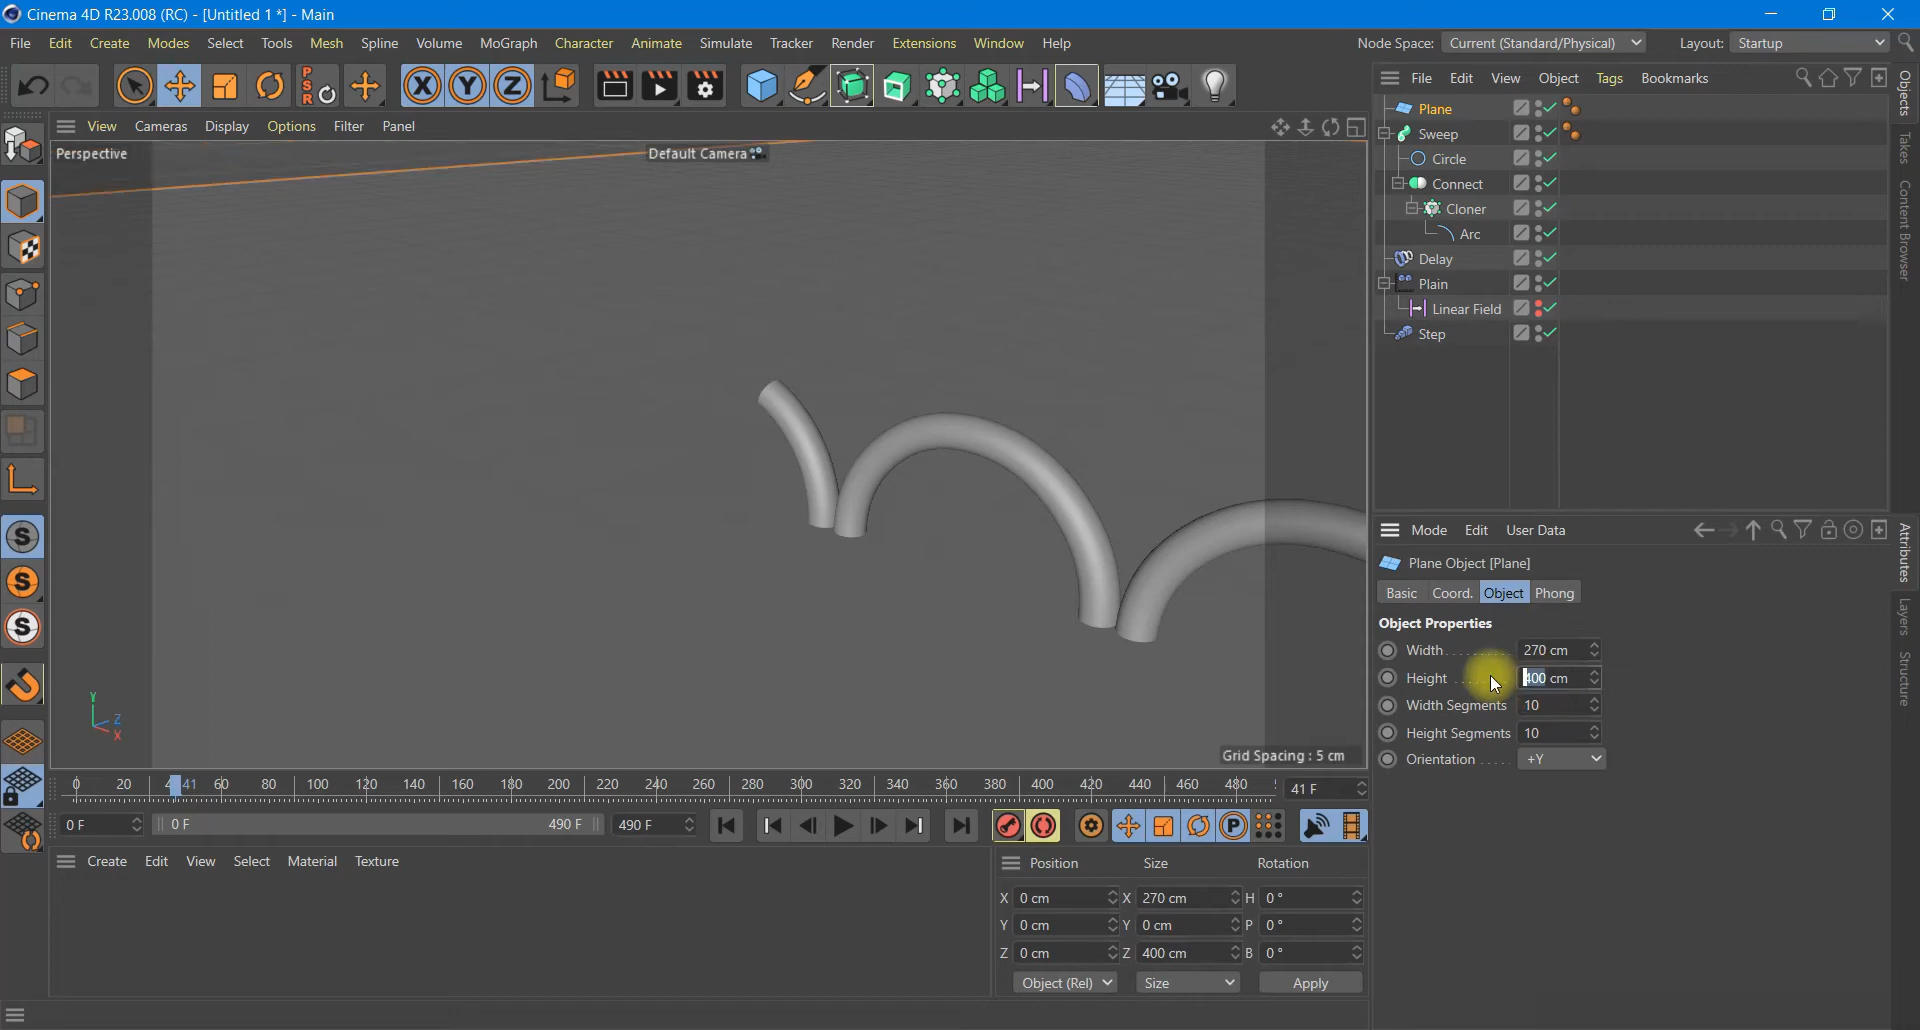 Cinema 4D R23.008 (RC) - [Untitled 1 *] - Main
File Edit Create Modes Select Tools Mesh Spline Volume MoGraph Character Animate Simulate Tracker Render Extensions Window Help
Node Space: Current (Standard/Physical) Layout: Startup
PSR X Y Z
View Cameras Display Options Filter Panel
Perspective
Default Camera
Y
Z
X
Grid Spacing : 5 cm
S
S
S
0 20 41 60 80 100 120 140 160 180 200 220 240 260 280 300 320 340 360 380 400 420 440 460 480
41 F
0 F 0 F 490 F 490 F
P
Create Edit View Select Material Texture
Position Size Rotation
X 0 cm X 270 cm H 0 °
Y 0 cm Y 0 cm P 0 °
Z 0 cm Z 400 cm B 0 °
Object (Rel) Size Apply
File Edit View Object Tags Bookmarks
Plane
Sweep
Circle
Connect
Cloner
Arc
Delay
Plain
Linear Field
Step
Objects
Takes
Content Browser
Mode Edit User Data
Plane Object [Plane]
Basic Coord. Object Phong
Object Properties
Width 270 cm
Height 400 cm
Width Segments 10
Height Segments 10
Orientation +Y
Attributes
Layers
Structure